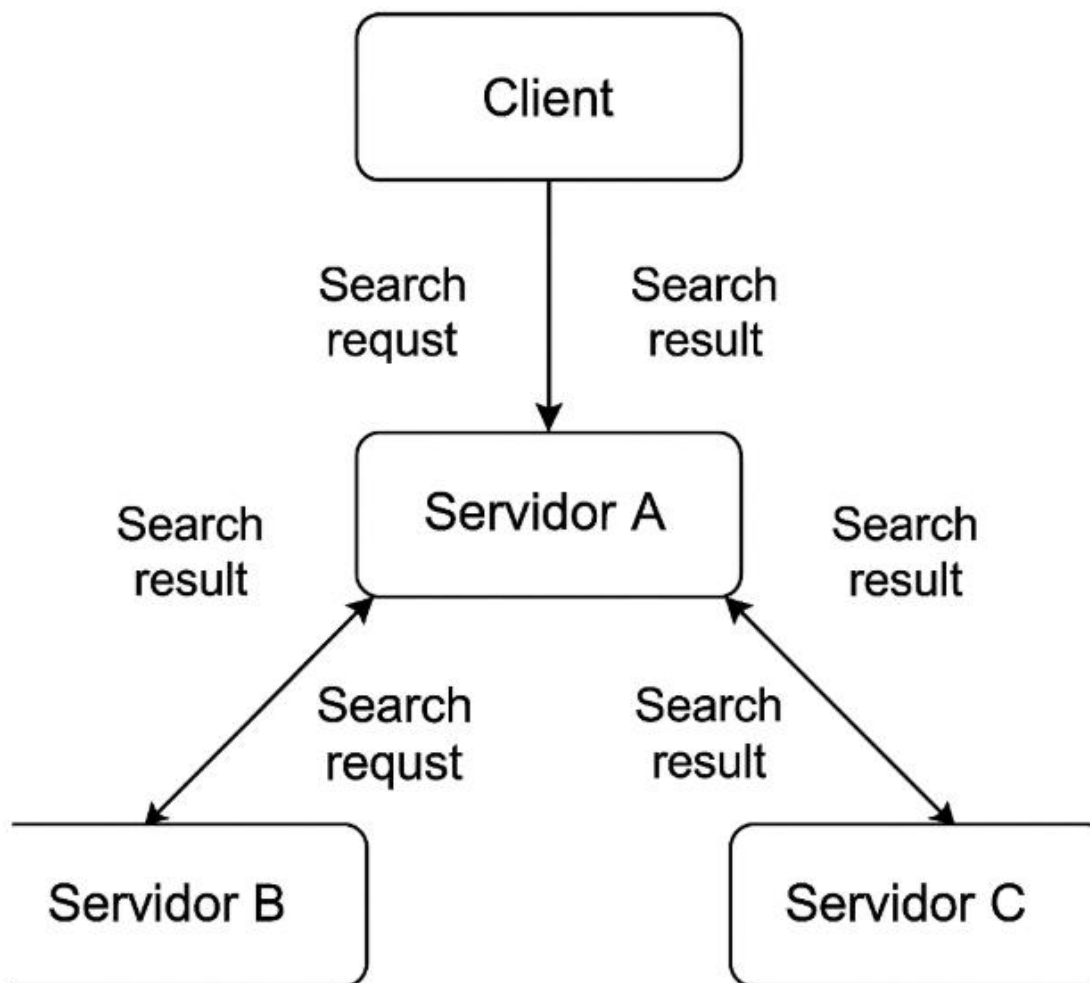 Client
Search
requst
Search
result
Servidor A
Search
result
Search
result
Search
requst
Search
result
Servidor B
Servidor C